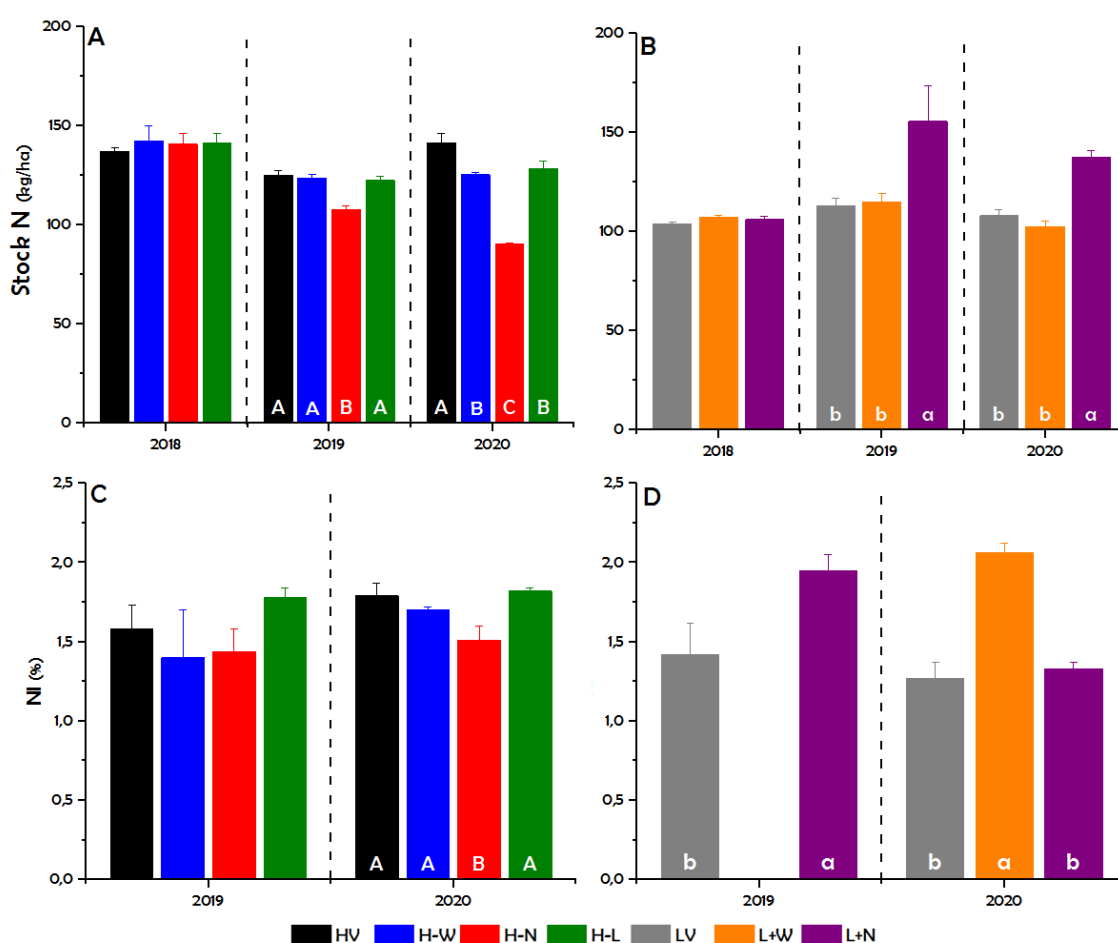 A
Stock N (kg/ha)
200
150
100
50
0
A A B A
A B C B
2018 2019 2020
B
200
150
100
50
0
b b a
b b a
2018 2019 2020
C
NI (%)
2,5
2,0
1,5
1,0
0,5
0,0
A A B A
2019 2020
D
2,5
2,0
1,5
1,0
0,5
0,0
b a
b a b
2019 2020
HV H-W H-N H-L LV L+W L+N